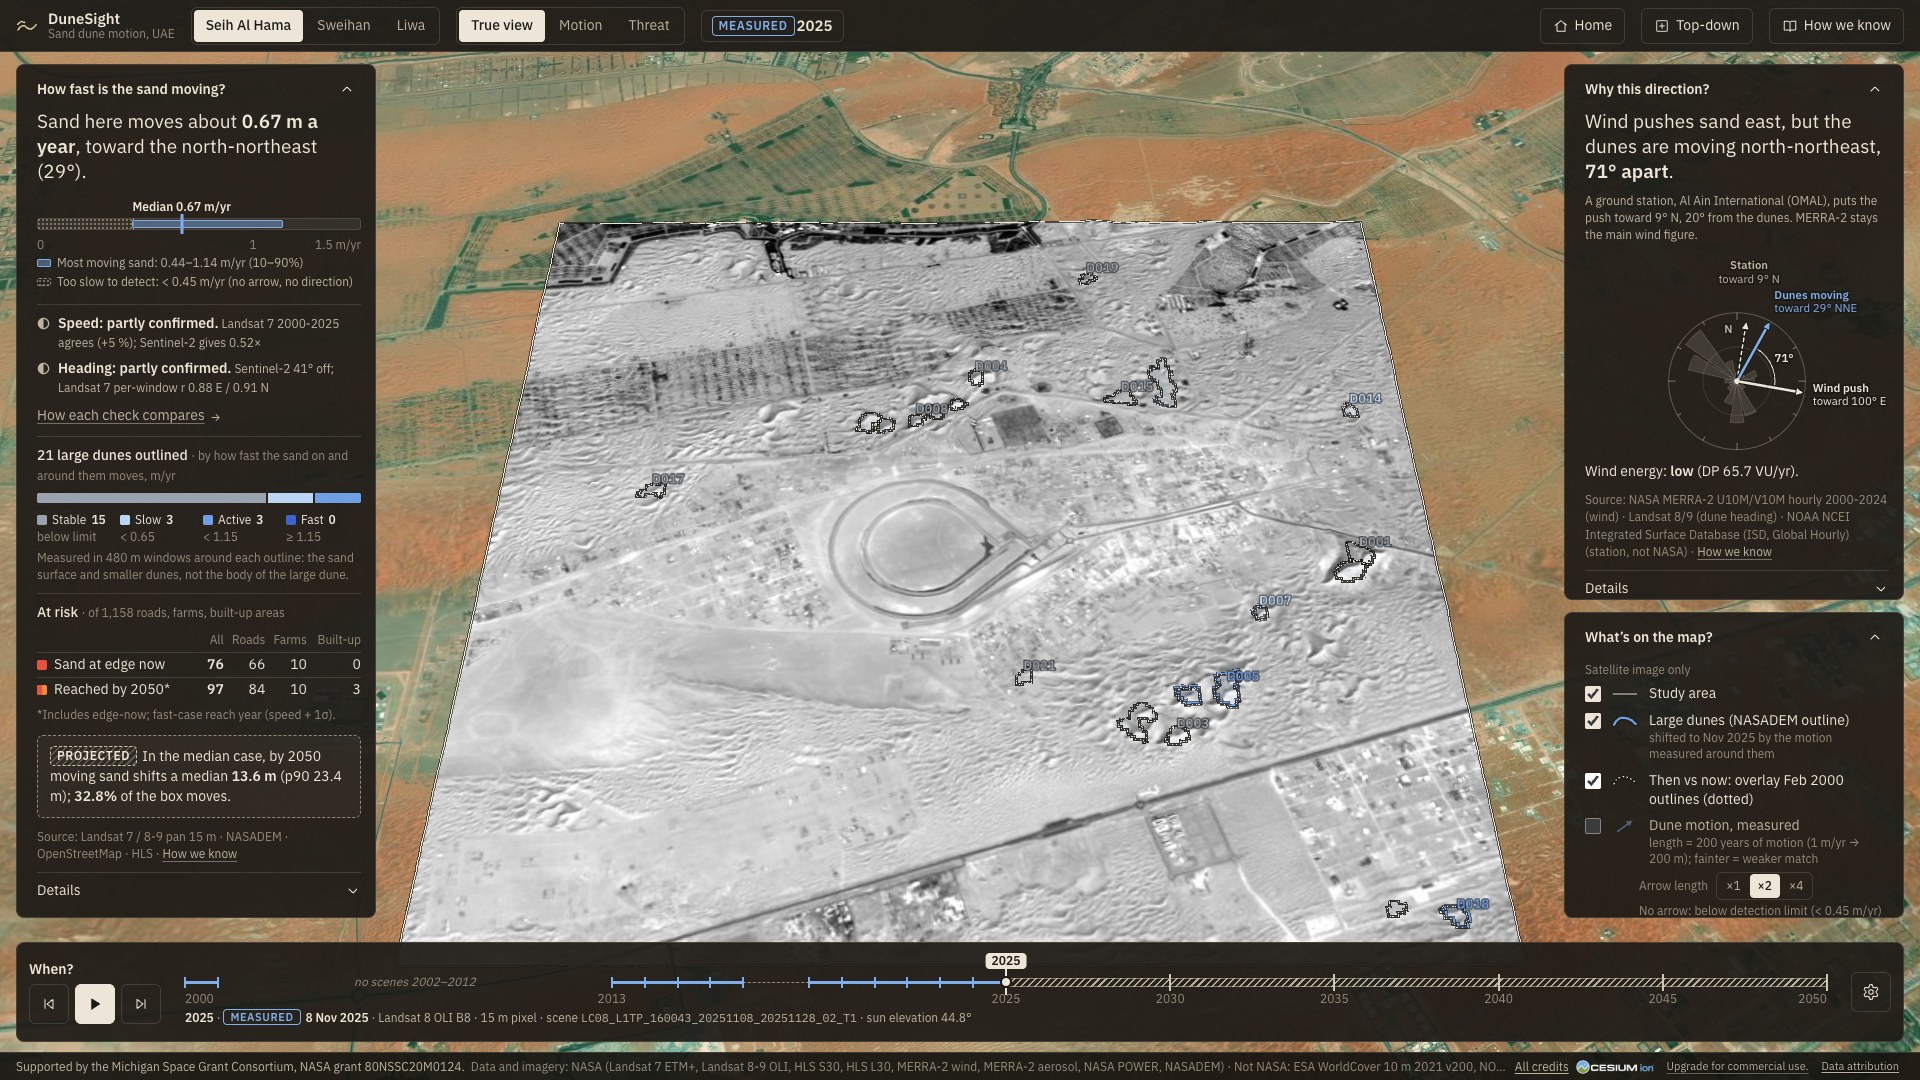 DuneSight
Sand dune motion, UAE
Seih Al Hama
Sweihan
Liwa
True view
Motion
Threat
MEASURED 2025
Home
Top-down
How we know
How fast is the sand moving?
Sand here moves about 0.67 m a
year, toward the north-northeast
(29°).
Median 0.67 m/yr
0 1 1.5 m/yr
Most moving sand: 0.44–1.14 m/yr (10–90%)
Too slow to detect: < 0.45 m/yr (no arrow, no direction)
Speed: partly confirmed. Landsat 7 2000-2025
agrees (+5 %); Sentinel-2 gives 0.52×
Heading: partly confirmed. Sentinel-2 41° off;
Landsat 7 per-window r 0.88 E / 0.91 N
How each check compares →
21 large dunes outlined · by how fast the sand on and
around them moves, m/yr
Stable 15 Slow 3 Active 3 Fast 0
below limit < 0.65 < 1.15 ≥ 1.15
Measured in 480 m windows around each outline: the sand
surface and smaller dunes, not the body of the large dune.
At risk · of 1,158 roads, farms, built-up areas
All Roads Farms Built-up
Sand at edge now 76 66 10 0
Reached by 2050* 97 84 10 3
*Includes edge-now; fast-case reach year (speed + 1σ).
PROJECTED In the median case, by 2050
moving sand shifts a median 13.6 m (p90 23.4
m); 32.8% of the box moves.
Source: Landsat 7 / 8-9 pan 15 m · NASADEM ·
OpenStreetMap · HLS · How we know
Details
D019
D004
D015
D014
D008
D017
D001
D007
D021
D005
D003
D018
Why this direction?
Wind pushes sand east, but the
dunes are moving north-northeast,
71° apart.
A ground station, Al Ain International (OMAL), puts the
push toward 9° N, 20° from the dunes. MERRA-2 stays
the main wind figure.
Station
toward 9° N
Dunes moving
toward 29° NNE
N
71°
Wind push
toward 100° E
Wind energy: low (DP 65.7 VU/yr).
Source: NASA MERRA-2 U10M/V10M hourly 2000-2024
(wind) · Landsat 8/9 (dune heading) · NOAA NCEI
Integrated Surface Database (ISD, Global Hourly)
(station, not NASA) · How we know
Details
What's on the map?
Satellite image only
Study area
Large dunes (NASADEM outline)
shifted to Nov 2025 by the motion
measured around them
Then vs now: overlay Feb 2000
outlines (dotted)
Dune motion, measured
length = 200 years of motion (1 m/yr →
200 m); fainter = weaker match
Arrow length ×1 ×2 ×4
No arrow: below detection limit (< 0.45 m/yr)
When?
2025
no scenes 2002–2012
2000 2013 2025 2030 2035 2040 2045 2050
2025 · MEASURED 8 Nov 2025 · Landsat 8 OLI B8 · 15 m pixel · scene LC08_L1TP_160043_20251108_20251128_02_T1 · sun elevation 44.8°
Supported by the Michigan Space Grant Consortium, NASA grant 80NSSC20M0124. Data and imagery: NASA (Landsat 7 ETM+, Landsat 8-9 OLI, HLS S30, HLS L30, MERRA-2 wind, MERRA-2 aerosol, NASA POWER, NASADEM) · Not NASA: ESA WorldCover 10 m 2021 v200, NO... All credits CESIUM ion Upgrade for commercial use. Data attribution